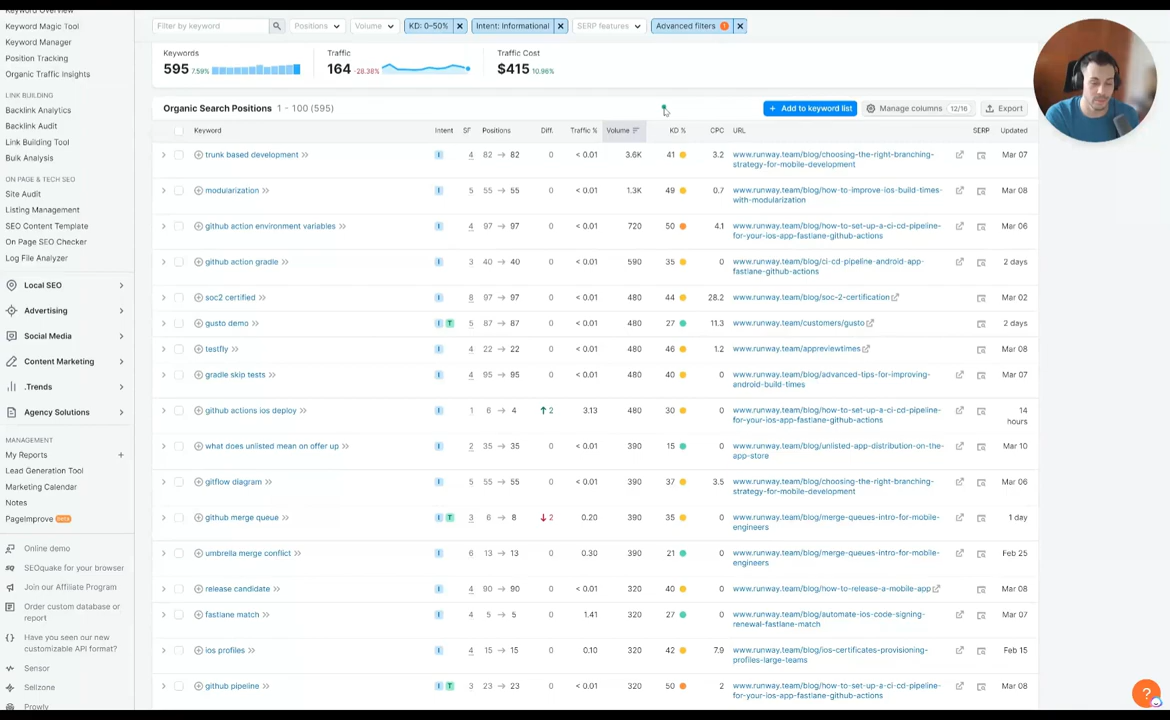 Keyword Overview
Keyword Magic Tool
Keyword Manager
Position Tracking
Organic Traffic Insights
LINK BUILDING
Backlink Analytics
Backlink Audit
Link Building Tool
Bulk Analysis
ON PAGE & TECH SEO
Site Audit
Listing Management
SEO Content Template
On Page SEO Checker
Log File Analyzer
Local SEO
Advertising
Social Media
Content Marketing
.Trends
Agency Solutions
MANAGEMENT
My Reports +
Lead Generation Tool
Marketing Calendar
Notes
PageImprove BETA
Online demo
SEOquake for your browser
Join our Affiliate Program
Order custom database or
report
Have you seen our new
customizable API format?
Sensor
Sellzone
Prowly
Filter by keyword Positions Volume KD: 0–50% Intent: Informational SERP features Advanced filters 1
Keywords Traffic Traffic Cost
595 7.59% 164 -28.38% $415 10.96%
Organic Search Positions 1 - 100 (595) + Add to keyword list Manage columns 12/16 Export
Keyword Intent SF Positions Diff. Traffic % Volume KD % CPC URL SERP Updated
trunk based development >> I 4 82 → 82 0 < 0.01 3.6K 41 3.2 www.runway.team/blog/choosing-the-right-branching- Mar 07
strategy-for-mobile-development
modularization >> I 5 55 → 55 0 < 0.01 1.3K 49 0.7 www.runway.team/blog/how-to-improve-ios-build-times- Mar 08
with-modularization
github action environment variables >> I 4 97 → 97 0 < 0.01 720 50 4.1 www.runway.team/blog/how-to-set-up-a-ci-cd-pipeline- Mar 06
for-your-ios-app-fastlane-github-actions
github action gradle >> I 3 40 → 40 0 < 0.01 590 35 0 www.runway.team/blog/ci-cd-pipeline-android-app- 2 days
fastlane-github-actions
soc2 certified >> I 8 97 → 97 0 < 0.01 480 44 28.2 www.runway.team/blog/soc-2-certification Mar 02
gusto demo >> I T 5 87 → 87 0 < 0.01 480 27 11.3 www.runway.team/customers/gusto 2 days
testfly >> I 4 22 → 22 0 < 0.01 480 46 1.2 www.runway.team/appreviewtimes Mar 08
gradle skip tests >> I 4 95 → 95 0 < 0.01 480 40 0 www.runway.team/blog/advanced-tips-for-improving- Mar 07
android-build-times
github actions ios deploy >> I 1 6 → 4 ↑ 2 3.13 480 30 0 www.runway.team/blog/how-to-set-up-a-ci-cd-pipeline- 14
for-your-ios-app-fastlane-github-actions hours
what does unlisted mean on offer up >> I 2 35 → 35 0 < 0.01 390 15 0 www.runway.team/blog/unlisted-app-distribution-on-the- Mar 10
app-store
gitflow diagram >> I 5 55 → 55 0 < 0.01 390 37 3.5 www.runway.team/blog/choosing-the-right-branching- Mar 06
strategy-for-mobile-development
github merge queue >> I T 3 6 → 8 ↓ 2 0.20 390 35 0 www.runway.team/blog/merge-queues-intro-for-mobile- 1 day
engineers
umbrella merge conflict >> I 6 13 → 13 0 0.30 390 21 0 www.runway.team/blog/merge-queues-intro-for-mobile- Feb 25
engineers
release candidate >> I 4 90 → 90 0 < 0.01 320 40 0 www.runway.team/blog/how-to-release-a-mobile-app Mar 08
fastlane match >> I 4 5 → 5 0 1.41 320 27 0 www.runway.team/blog/automate-ios-code-signing- Mar 07
renewal-fastlane-match
ios profiles >> I 4 15 → 15 0 0.10 320 42 7.9 www.runway.team/blog/ios-certificates-provisioning- Feb 15
profiles-large-teams
github pipeline >> I T 3 23 → 23 0 < 0.01 320 50 2 www.runway.team/blog/how-to-set-up-a-ci-cd-pipeline- Mar 08
for-your-ios-app-fastlane-github-actions
?